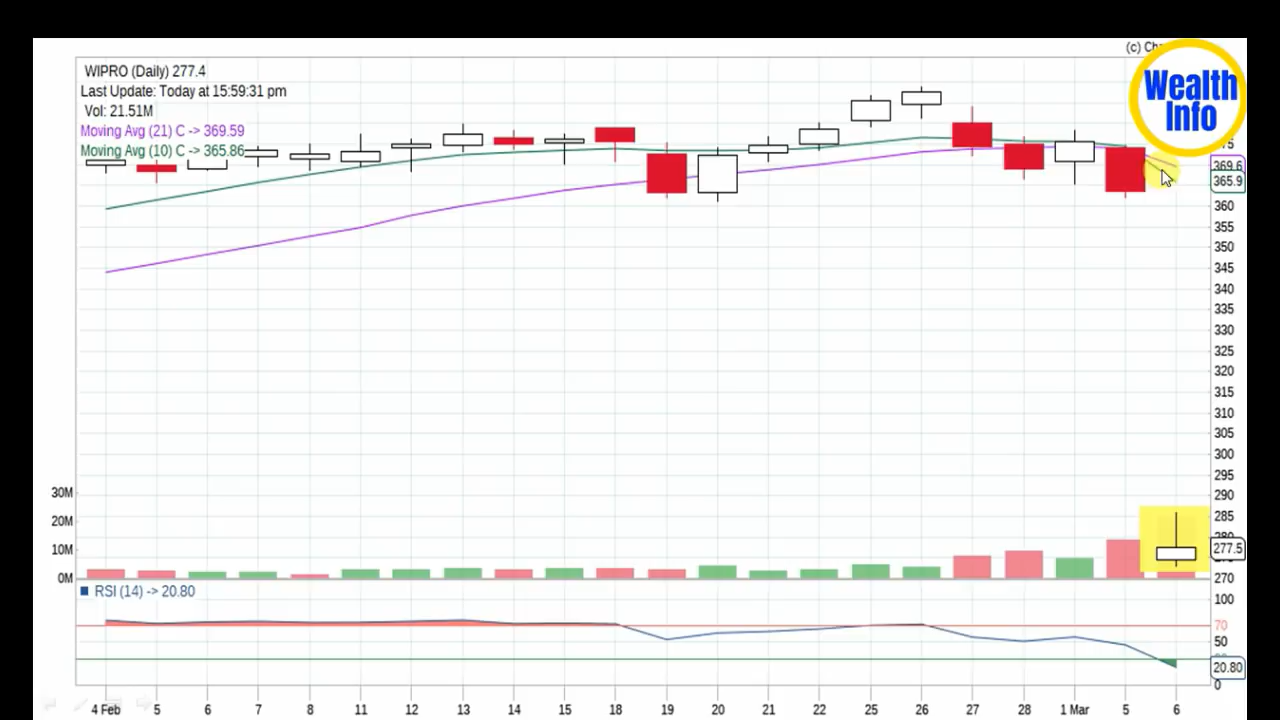 (c) Cha
WIPRO (Daily) 277.4
Last Update: Today at 15:59:31 pm
Vol: 21.51M
Moving Avg (21) C -> 369.59
Moving Avg (10) C -> 365.86
Wealth
Info
369.6
365.9
360
355
350
345
340
335
330
325
320
315
310
305
300
295
290
285
277.5
270
30M
20M
10M
0M
RSI (14) -> 20.80
100
70
50
20.80
0
4 Feb 5 6 7 8 11 12 13 14 15 18 19 20 21 22 25 26 27 28 1 Mar 5 6